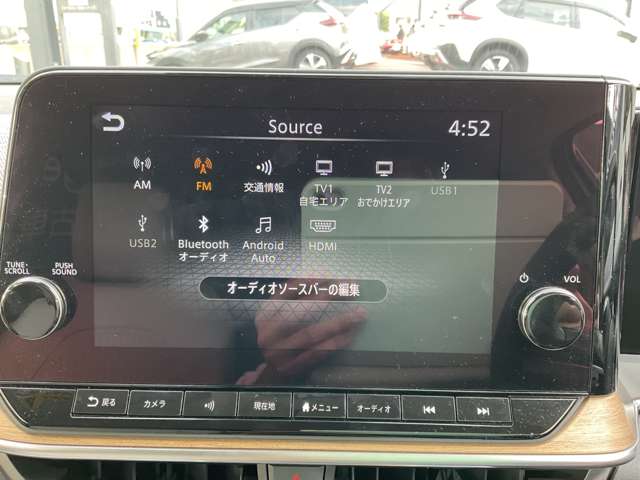 Source
4:52
AM
FM
交通情報
TV1
自宅エリア
TV2
おでかけエリア
USB1
USB2
Bluetooth
オーディオ
Android
Auto
HDMI
オーディオソースバーの編集
TUNE・
SCROLL
PUSH
SOUND
VOL
戻る
カメラ
現在地
メニュー
オーディオ